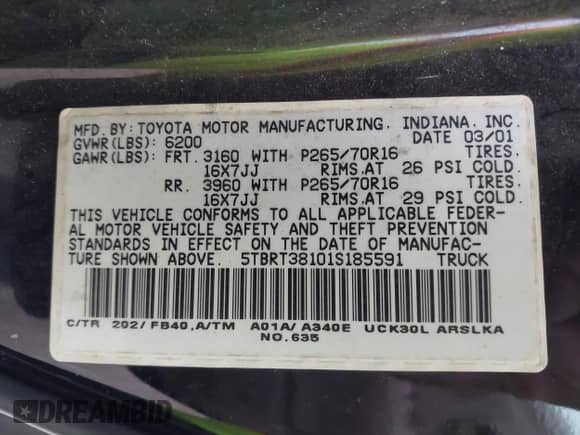 MFD. BY: TOYOTA MOTOR MANUFACTURING, INDIANA, INC.
GVWR(LBS): 6200 DATE 03/01
GAWR(LBS): FRT. 3160 WITH P265/70R16 TIRES.
16X7JJ RIMS.AT 26 PSI COLD.
RR. 3960 WITH P265/70R16 TIRES.
16X7JJ RIMS.AT 29 PSI COLD.
THIS VEHICLE CONFORMS TO ALL APPLICABLE FEDER-
AL MOTOR VEHICLE SAFETY AND THEFT PREVENTION
STANDARDS IN EFFECT ON THE DATE OF MANUFAC-
TURE SHOWN ABOVE. 5TBRT38101S185591 TRUCK
C/TR 202/ FB40,A/TM A01A/ A340E UCK30L ARSLKA
NO.635
DREAMBID